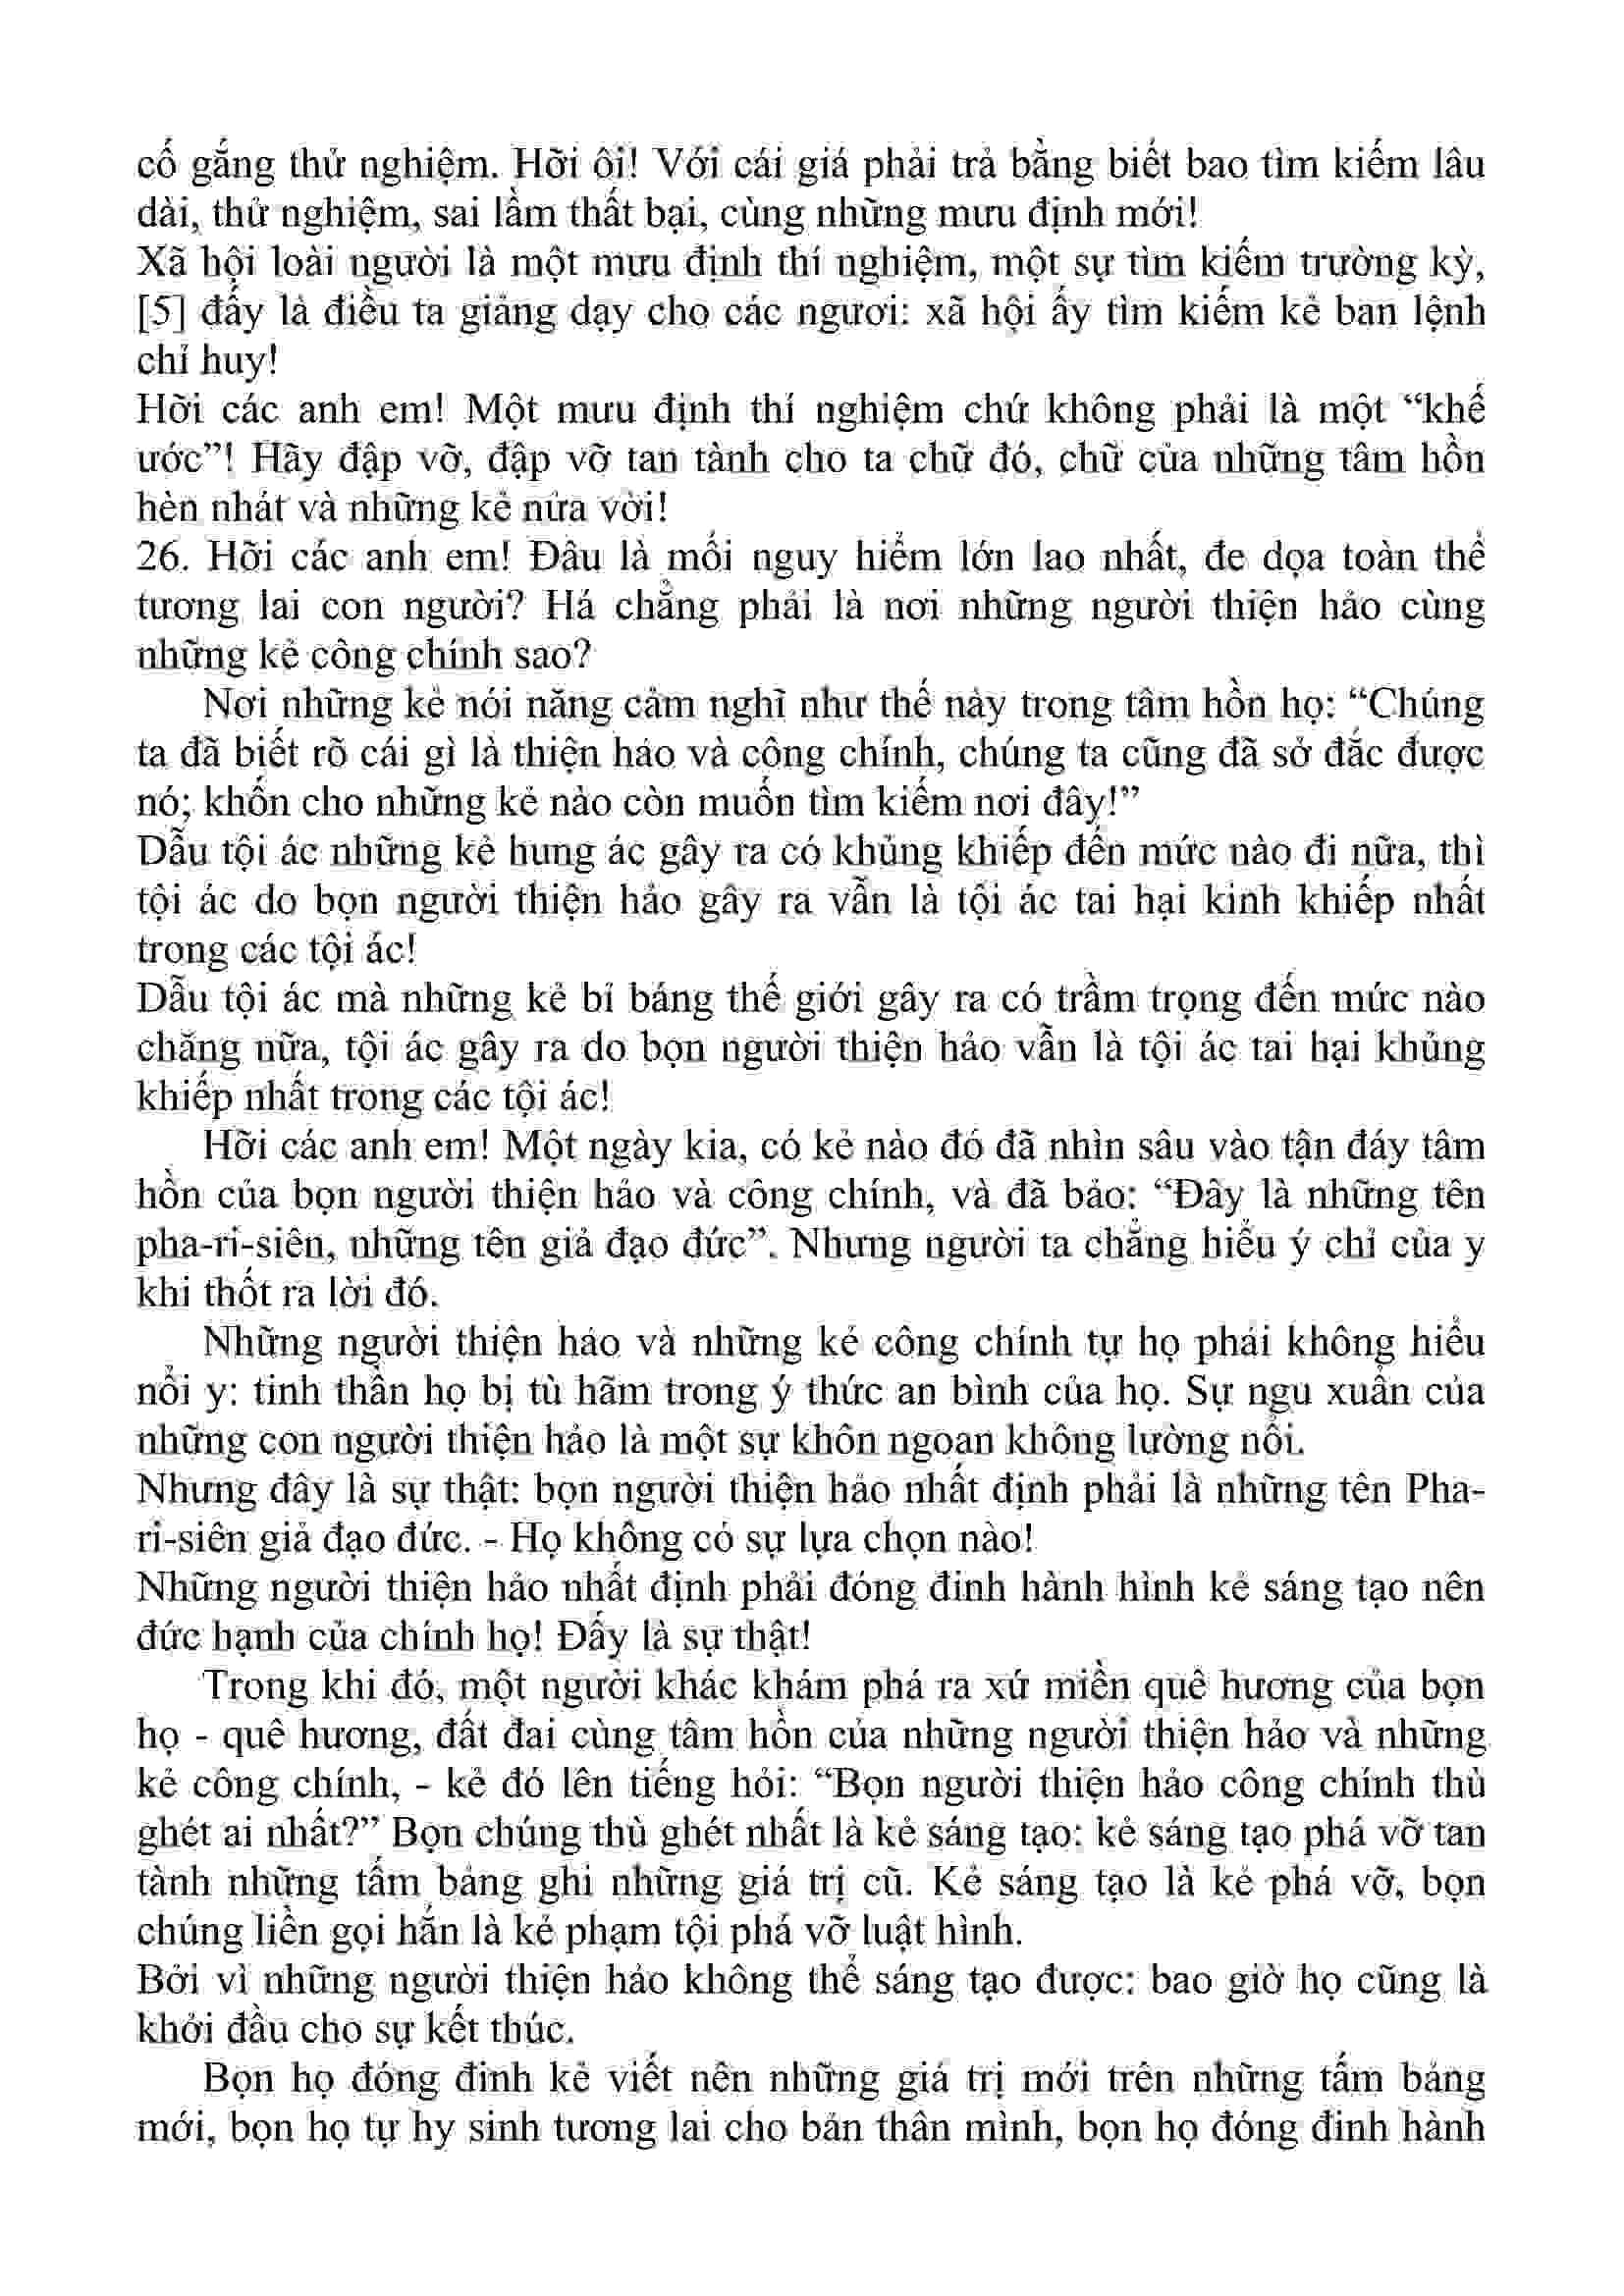 cố gắng thử nghiệm. Hỡi ôi! Với cái giá phải trả bằng biết bao tìm kiếm lâu
dài, thử nghiệm, sai lầm thất bại, cùng những mưu định mới!
Xã hội loài người là một mưu định thí nghiệm, một sự tìm kiếm trường kỳ,
[5] đấy là điều ta giảng dạy cho các ngươi: xã hội ấy tìm kiếm kẻ ban lệnh
chỉ huy!
Hỡi các anh em! Một mưu định thí nghiệm chứ không phải là một “khế
ước”! Hãy đập vỡ, đập vỡ tan tành cho ta chữ đó, chữ của những tâm hồn
hèn nhát và những kẻ nửa vời!
26. Hỡi các anh em! Đâu là mối nguy hiểm lớn lao nhất, đe dọa toàn thể
tương lai con người? Há chẳng phải là nơi những người thiện hảo cùng
những kẻ công chính sao?
Nơi những kẻ nói năng cảm nghĩ như thế này trong tâm hồn họ: “Chúng
ta đã biết rõ cái gì là thiện hảo và công chính, chúng ta cũng đã sở đắc được
nó; khốn cho những kẻ nào còn muốn tìm kiếm nơi đây!”
Dẫu tội ác những kẻ hung ác gây ra có khủng khiếp đến mức nào đi nữa, thì
tội ác do bọn người thiện hảo gây ra vẫn là tội ác tai hại kinh khiếp nhất
trong các tội ác!
Dẫu tội ác mà những kẻ bỉ báng thế giới gây ra có trầm trọng đến mức nào
chăng nữa, tội ác gây ra do bọn người thiện hảo vẫn là tội ác tai hại khủng
khiếp nhất trong các tội ác!
Hỡi các anh em! Một ngày kia, có kẻ nào đó đã nhìn sâu vào tận đáy tâm
hồn của bọn người thiện hảo và công chính, và đã bảo: “Đây là những tên
pha-ri-siên, những tên giả đạo đức”. Nhưng người ta chẳng hiểu ý chỉ của y
khi thốt ra lời đó.
Những người thiện hảo và những kẻ công chính tự họ phải không hiểu
nổi y: tinh thần họ bị tù hãm trong ý thức an bình của họ. Sự ngu xuẩn của
những con người thiện hảo là một sự khôn ngoan không lường nổi.
Nhưng đây là sự thật: bọn người thiện hảo nhất định phải là những tên Pha-
ri-siên giả đạo đức. - Họ không có sự lựa chọn nào!
Những người thiện hảo nhất định phải đóng đinh hành hình kẻ sáng tạo nên
đức hạnh của chính họ! Đấy là sự thật!
Trong khi đó, một người khác khám phá ra xứ miền quê hương của bọn
họ - quê hương, đất đai cùng tâm hồn của những người thiện hảo và những
kẻ công chính, - kẻ đó lên tiếng hỏi: “Bọn người thiện hảo công chính thù
ghét ai nhất?” Bọn chúng thù ghét nhất là kẻ sáng tạo: kẻ sáng tạo phá vỡ tan
tành những tấm bảng ghi những giá trị cũ. Kẻ sáng tạo là kẻ phá vỡ, bọn
chúng liền gọi hắn là kẻ phạm tội phá vỡ luật hình.
Bởi vì những người thiện hảo không thể sáng tạo được: bao giờ họ cũng là
khởi đầu cho sự kết thúc.
Bọn họ đóng đinh kẻ viết nên những giá trị mới trên những tấm bảng
mới, bọn họ tự hy sinh tương lai cho bản thân mình, bọn họ đóng đinh hành